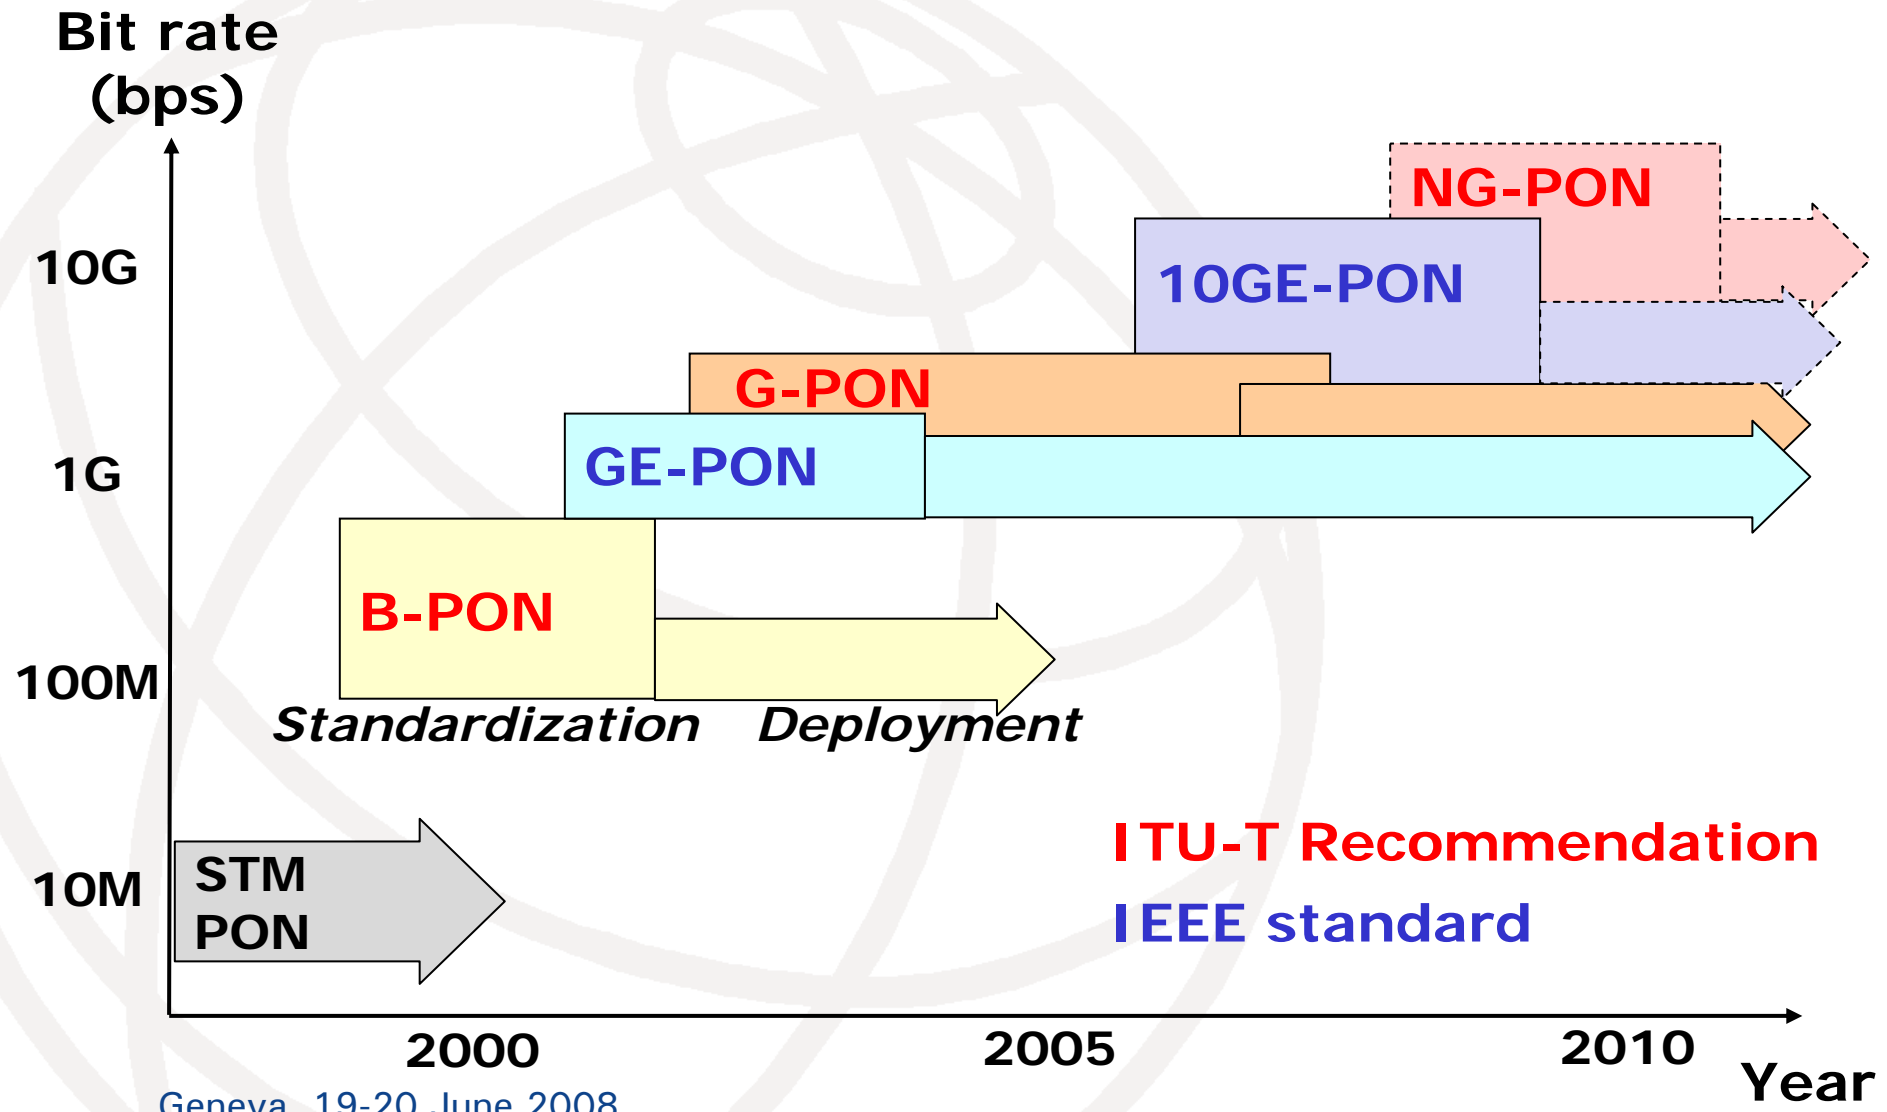 Bit rate
(bps)
NG-PON
10G
10GE-PON
G-PON
1G
GE-PON
B-PON
100M
Standardization Deployment
ITU-T Recommendation
STM
10M
PON
IEEE standard
2000
2005
2010
Year
Geneva, 19-20 June 2008